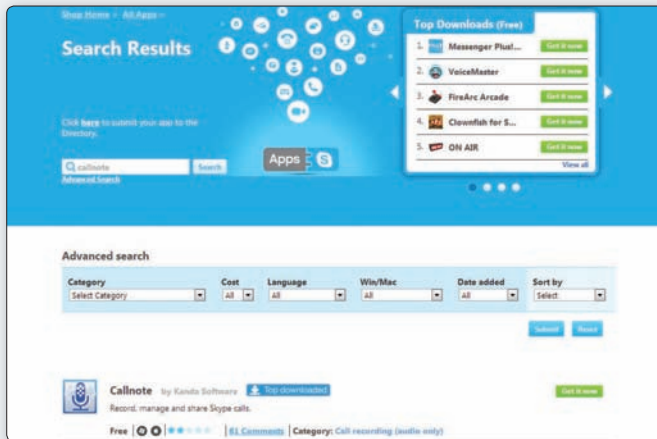 Shop Home > All Apps >
Search Results
Click here to submit your app to the
Directory.
callnote
Search
Advanced Search
Apps
Top Downloads (Free)
1. Messenger Plus!... Get it now
2. VoiceMaster Get it now
3. FireArc Arcade Get it now
4. Clownfish for S... Get it now
5. ON AIR Get it now
View all
Advanced search
Category Cost Language Win/Mac Date added Sort by
Select Category All All All All Select
Submit Reset
Callnote by Kanda Software Top downloaded Get it now
Record, manage and share Skype calls.
Free 61 Comments Category: Call recording (audio only)